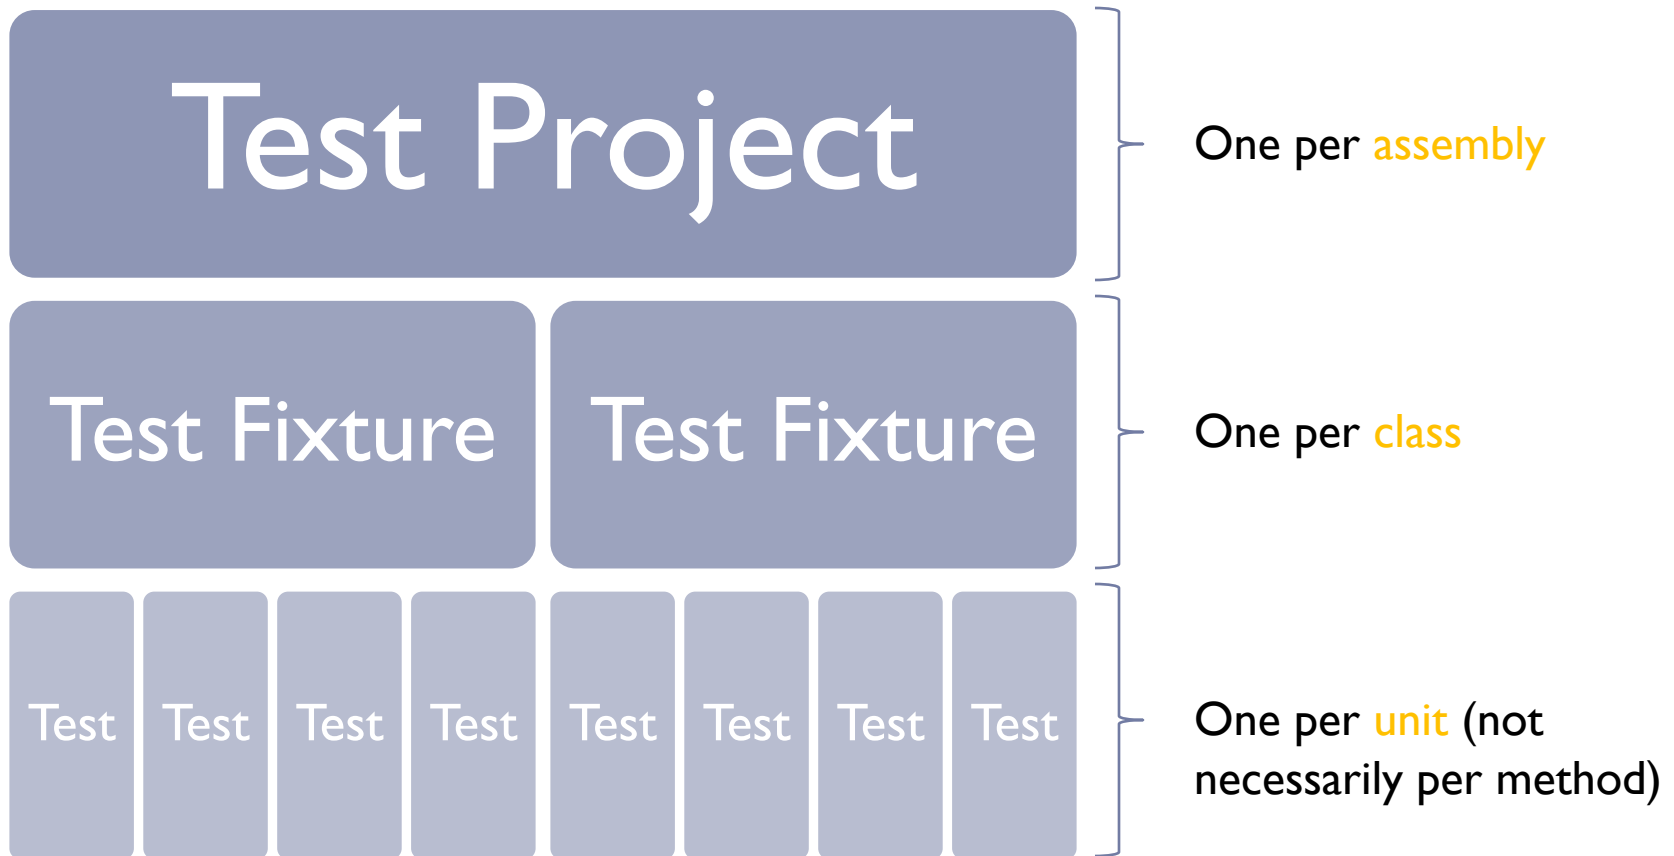 Test Project
One per assembly
Test Fixture
Test Fixture
One per class
Test
Test
Test
Test
Test
Test
Test
Test
One per unit (not
necessarily per method)